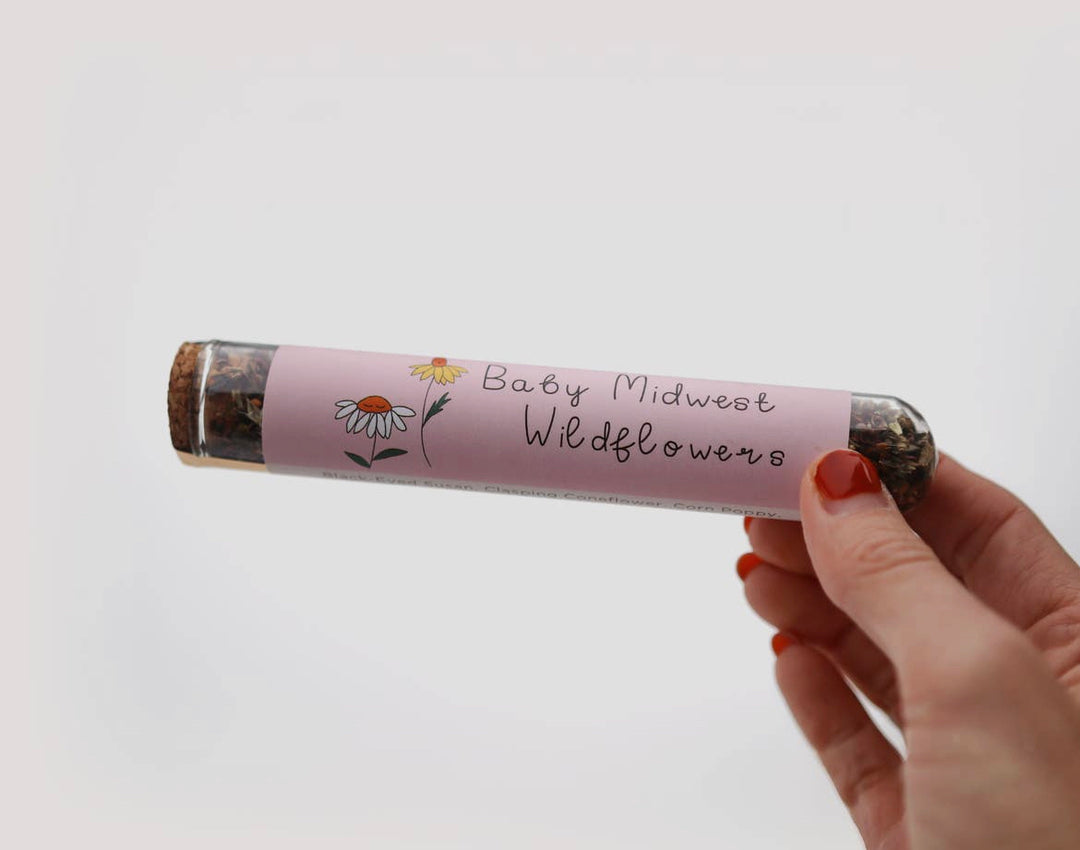 Baby Midwest
Wildflowers
Black-Eyed Susan, Clasping Coneflower, Corn Poppy,